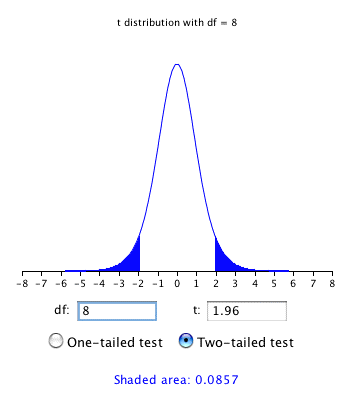 t distribution with df = 8
-8 -7 -6 -5 -4 -3 -2 -1 0 1 2 3 4 5 6 7 8
df: 8 t: 1.96
One-tailed test Two-tailed test
Shaded area: 0.0857